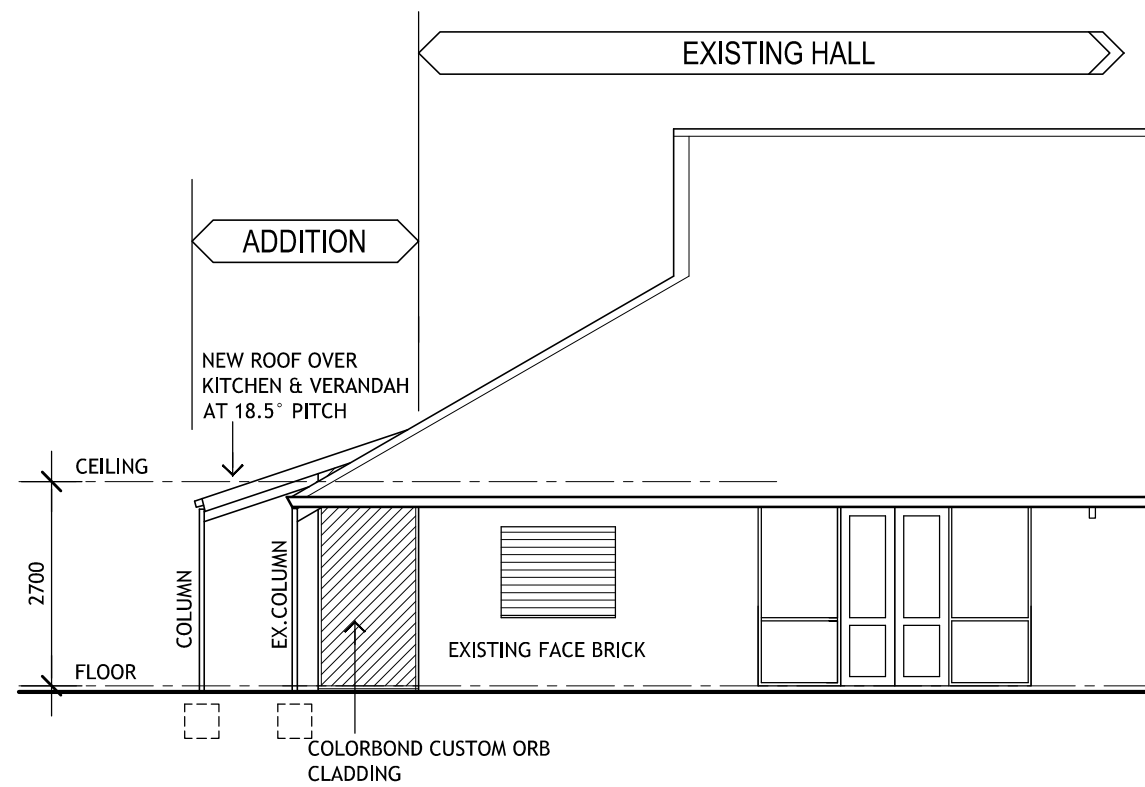 EXISTING HALL
ADDITION
NEW ROOF OVER
KITCHEN & VERANDAH
AT 18.5° PITCH
CEILING
2700
COLUMN
EX.COLUMN
EXISTING FACE BRICK
FLOOR
COLORBOND CUSTOM ORB
CLADDING